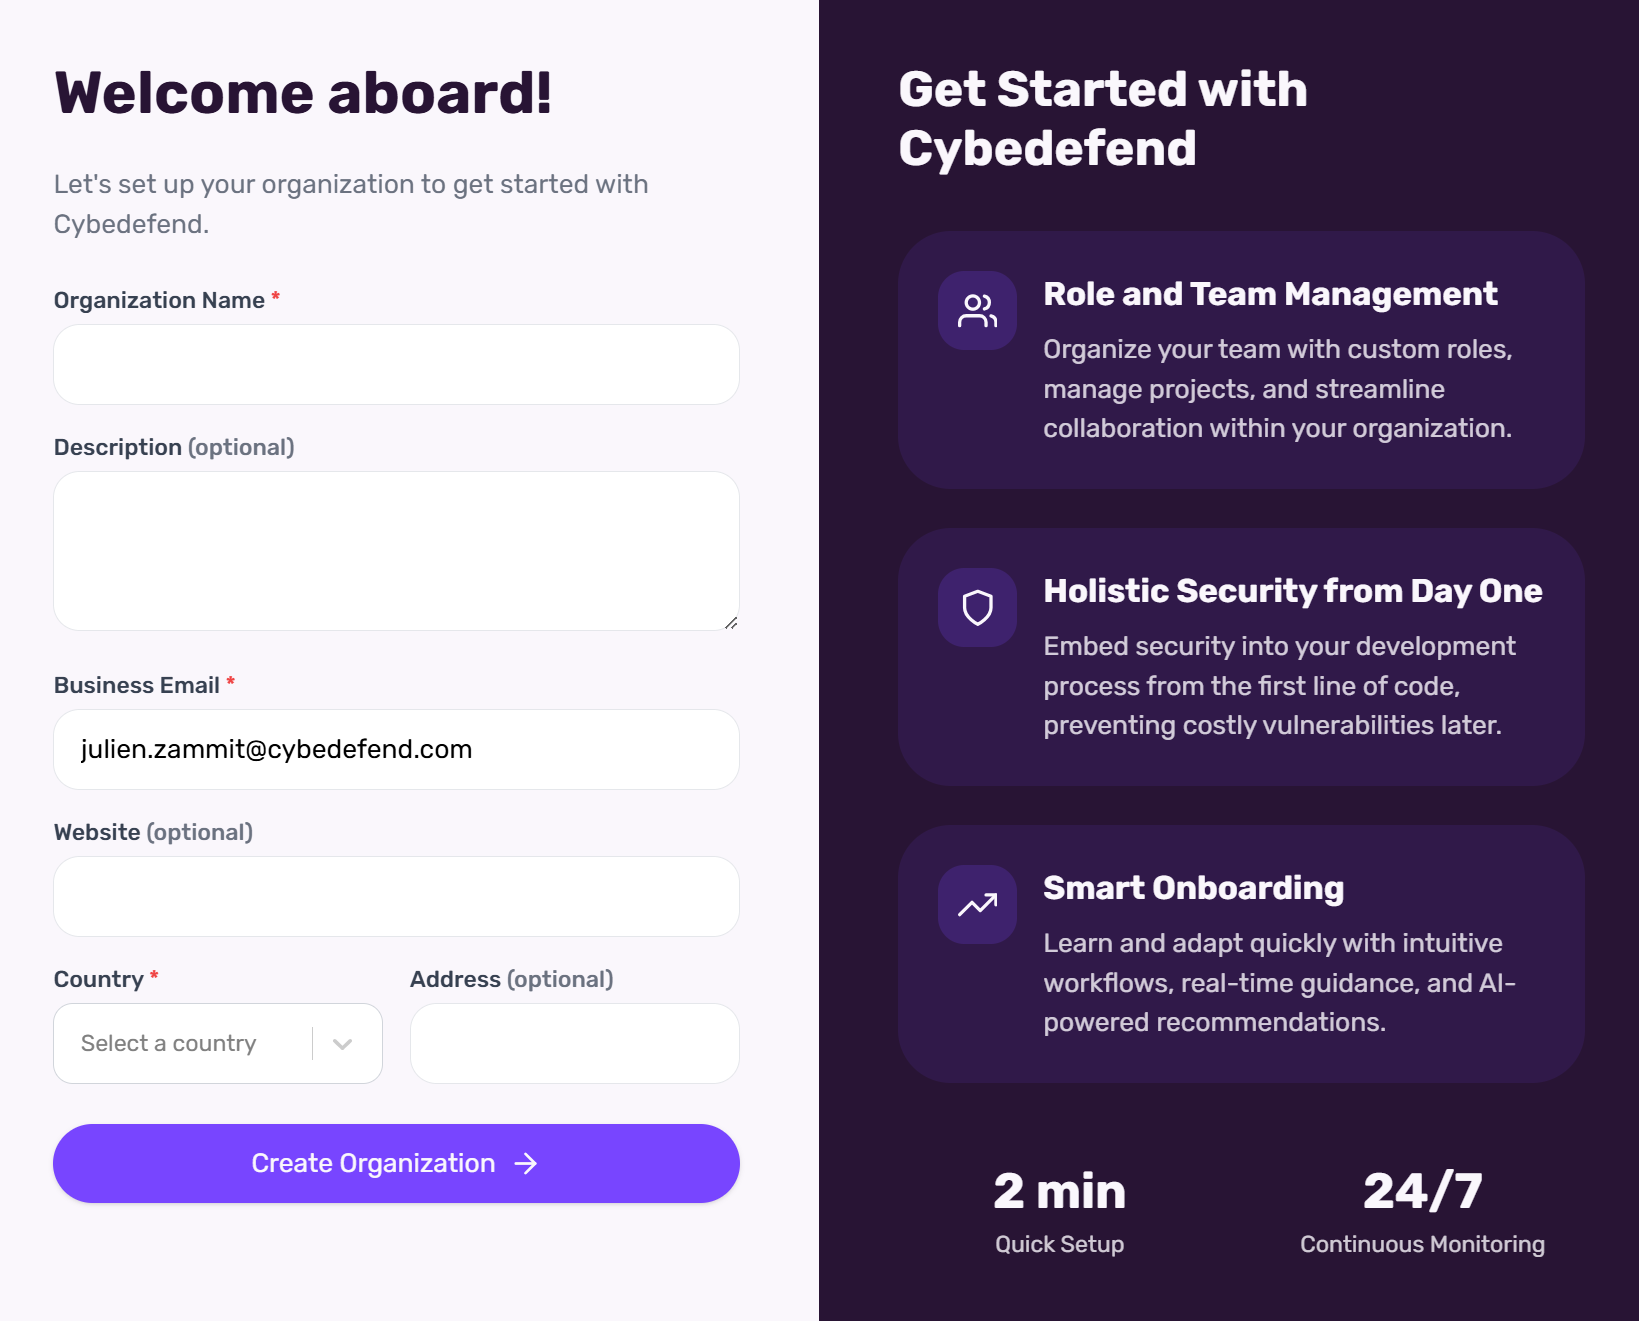 Welcome aboard!
Let's set up your organization to get started with
Cybedefend.
Organization Name *
Description (optional)
Business Email *
julien.zammit@cybedefend.com
Website (optional)
Country *
Address (optional)
Select a country
Create Organization
Get Started with
Cybedefend
Role and Team Management
Organize your team with custom roles,
manage projects, and streamline
collaboration within your organization.
Holistic Security from Day One
Embed security into your development
process from the first line of code,
preventing costly vulnerabilities later.
Smart Onboarding
Learn and adapt quickly with intuitive
workflows, real-time guidance, and AI-
powered recommendations.
2 min
Quick Setup
24/7
Continuous Monitoring